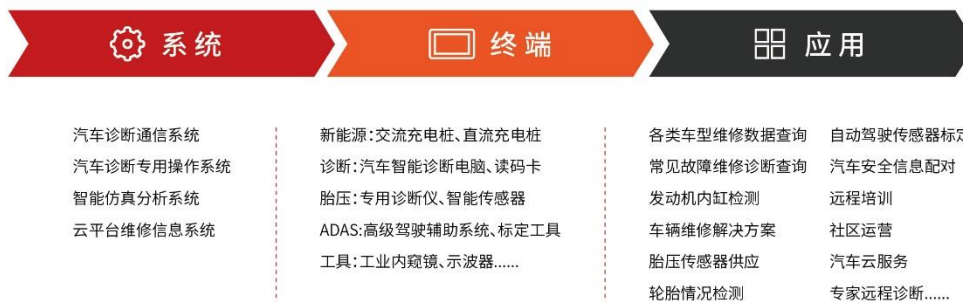 系统
终端
应用
汽车诊断通信系统
汽车诊断专用操作系统
智能仿真分析系统
云平台维修信息系统
新能源:交流充电桩、直流充电桩
诊断:汽车智能诊断电脑、读码卡
胎压:专用诊断仪、智能传感器
ADAS:高级驾驶辅助系统、标定工具
工具:工业内窥镜、示波器......
各类车型维修数据查询
常见故障维修诊断查询
发动机内缸检测
车辆维修解决方案
胎压传感器供应
轮胎情况检测
自动驾驶传感器标定
汽车安全信息配对
远程培训
社区运营
汽车云服务
专家远程诊断......